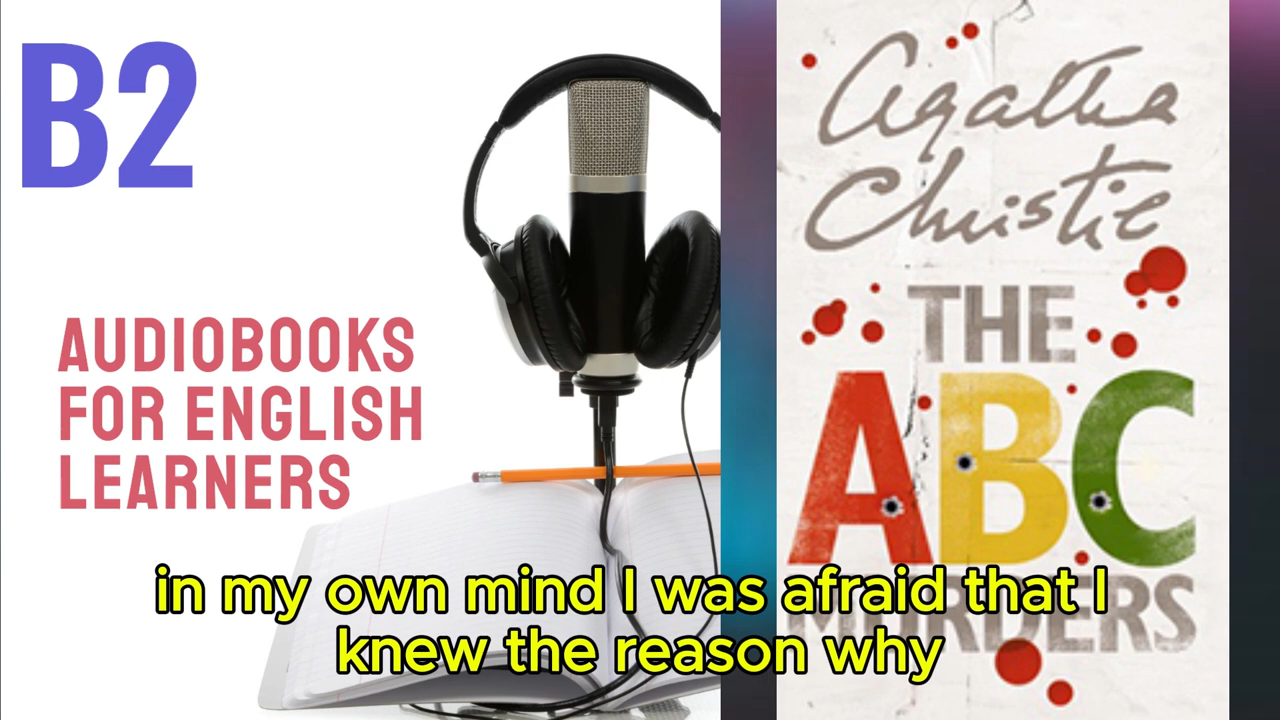 B2
AUDIOBOOKS
FOR ENGLISH
LEARNERS
Agatha
Christie
THE
ABC
MURDERS
in my own mind I was afraid that I
knew the reason why